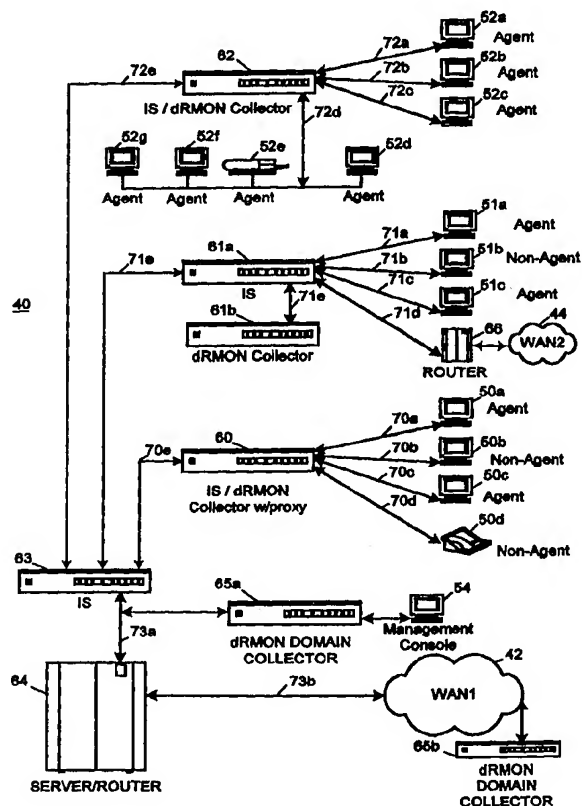 52a
Agent
62
72a
52b
72e
72b
Agent
72c
52c
IS / dRMON Collector
72d
Agent
52g
52f
52e
52d
Agent
Agent
Agent
Agent
51a
61a
71a
Agent
71e
71b
51b
Non-Agent
40
IS
71c
51c
61b
71e
71d
Agent
66
44
dRMON Collector
WAN2
ROUTER
50a
60
70a
Agent
70e
70b
50b
Non-Agent
70c
50c
IS / dRMON
Collector w/proxy
70d
Agent
50d
63
Non-Agent
65a
54
IS
73a
dRMON DOMAIN
COLLECTOR
Management
Console
42
64
73b
WAN1
65b
SERVER/ROUTER
dRMON
DOMAIN
COLLECTOR